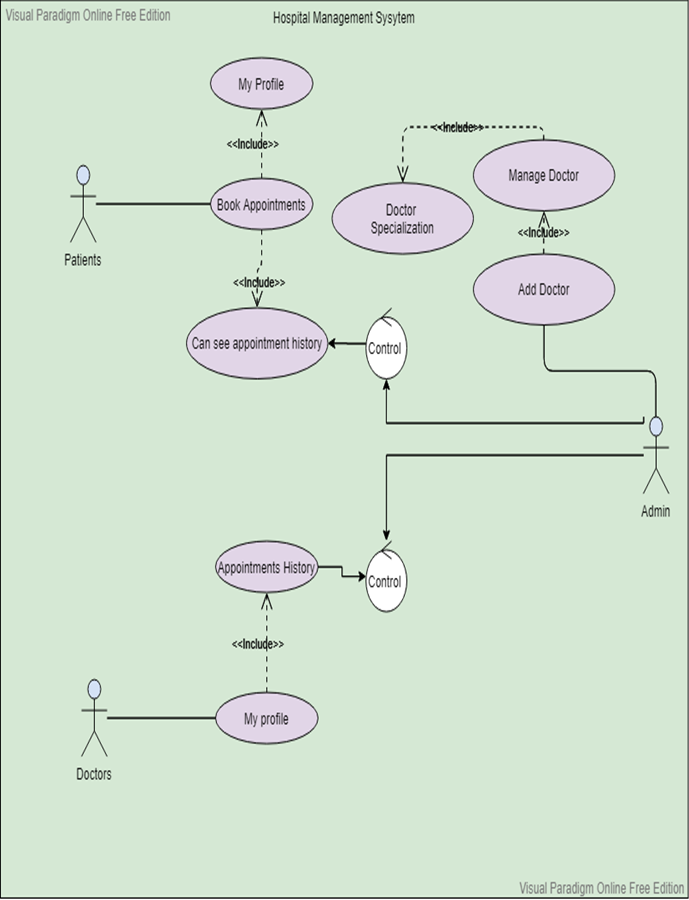 Visual Paradigm Online Free Edition
Hospital Management Sysytem
My Profile
<<Include>>
<<Include>>
Manage Doctor
Patients
Book Appointments
Doctor
Specialization
<<Include>>
<<Include>>
Add Doctor
Can see appointment history
Control
Admin
Appointments History
Control
<<Include>>
Doctors
My profile
Visual Paradigm Online Free Edition